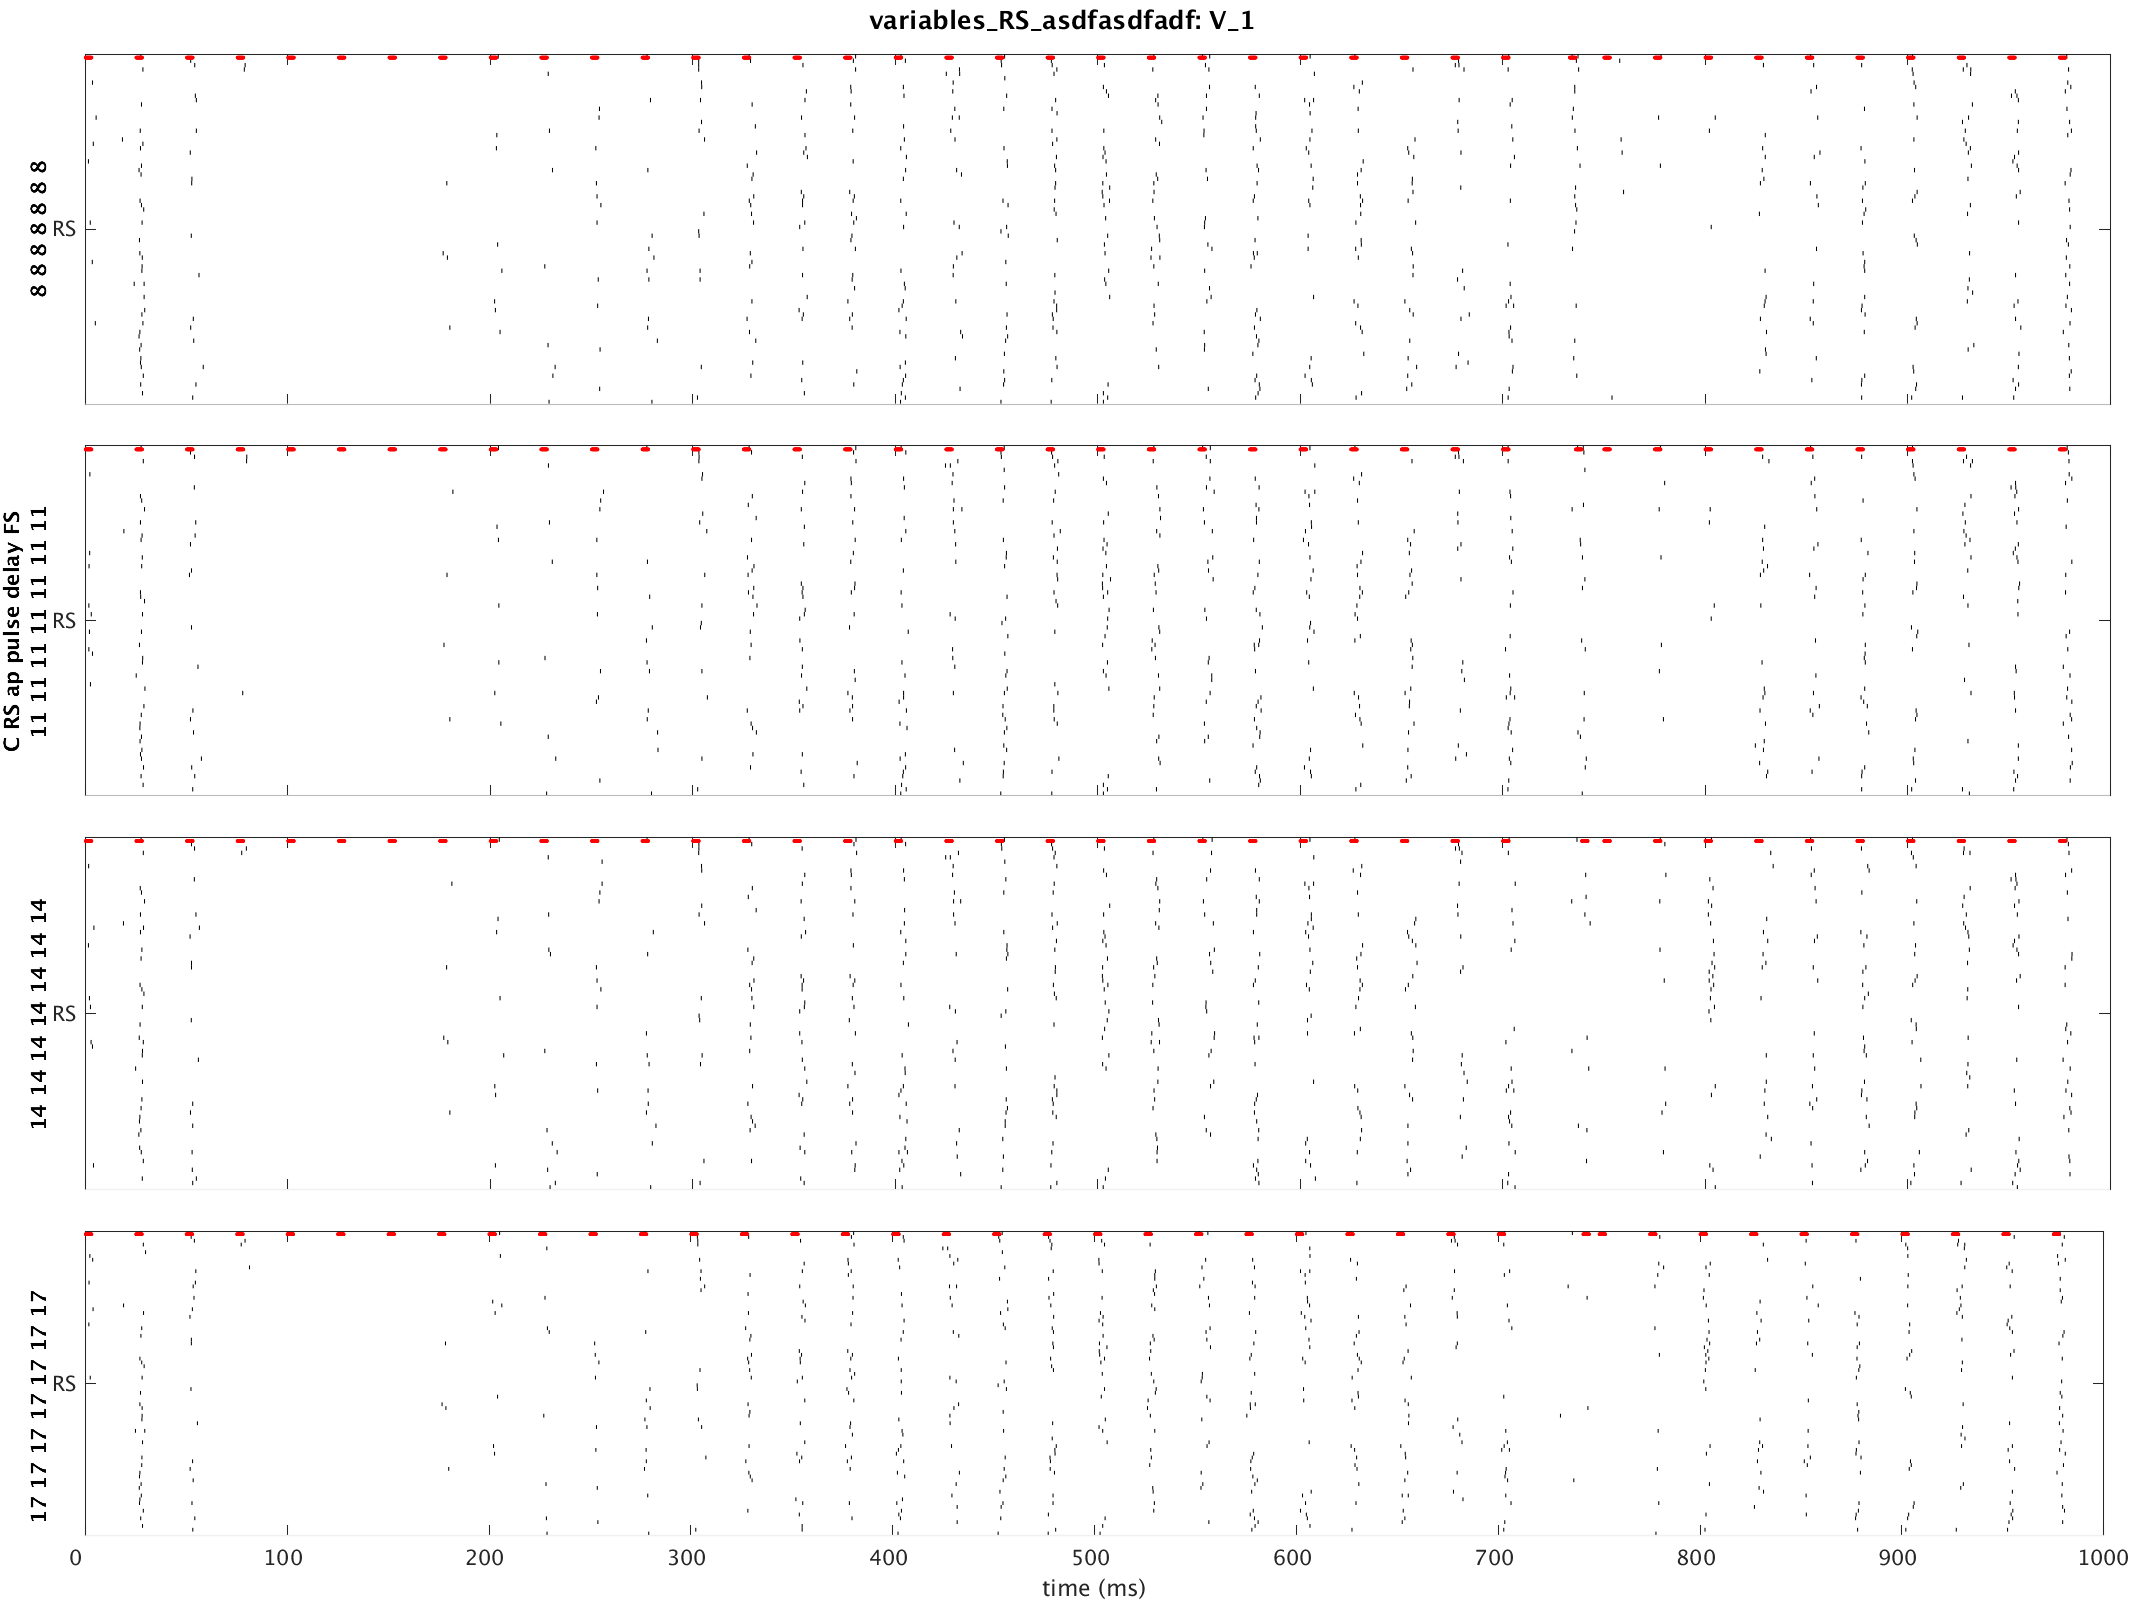 variables_RS_asdfasdfadf: V_1
8 8 8 8 8 8 8
RS
C RS ap pulse delay FS
11 11 11 11 11 11 11
RS
14 14 14 14 14 14 14
RS
17 17 17 17 17 17 17
RS
0 100 200 300 400 500 600 700 800 900 1000
time (ms)